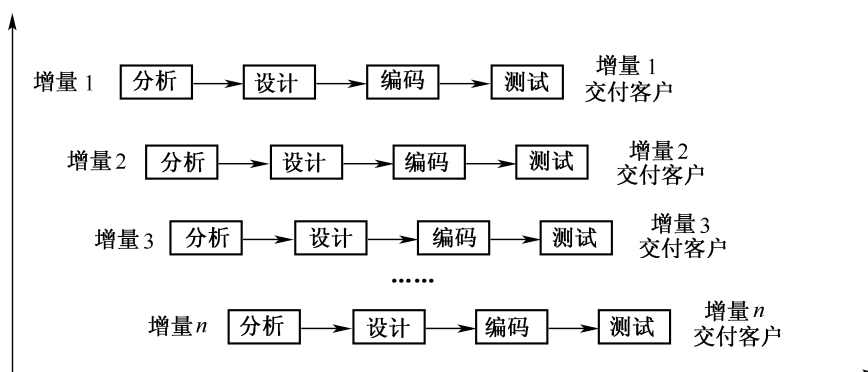 增量1 分析 设计 编码 测试 增量1
交付客户
增量2 分析 设计 编码 测试 增量2
交付客户
增量3 分析 设计 编码 测试 增量3
交付客户
……
增量n 分析 设计 编码 测试 增量n
交付客户